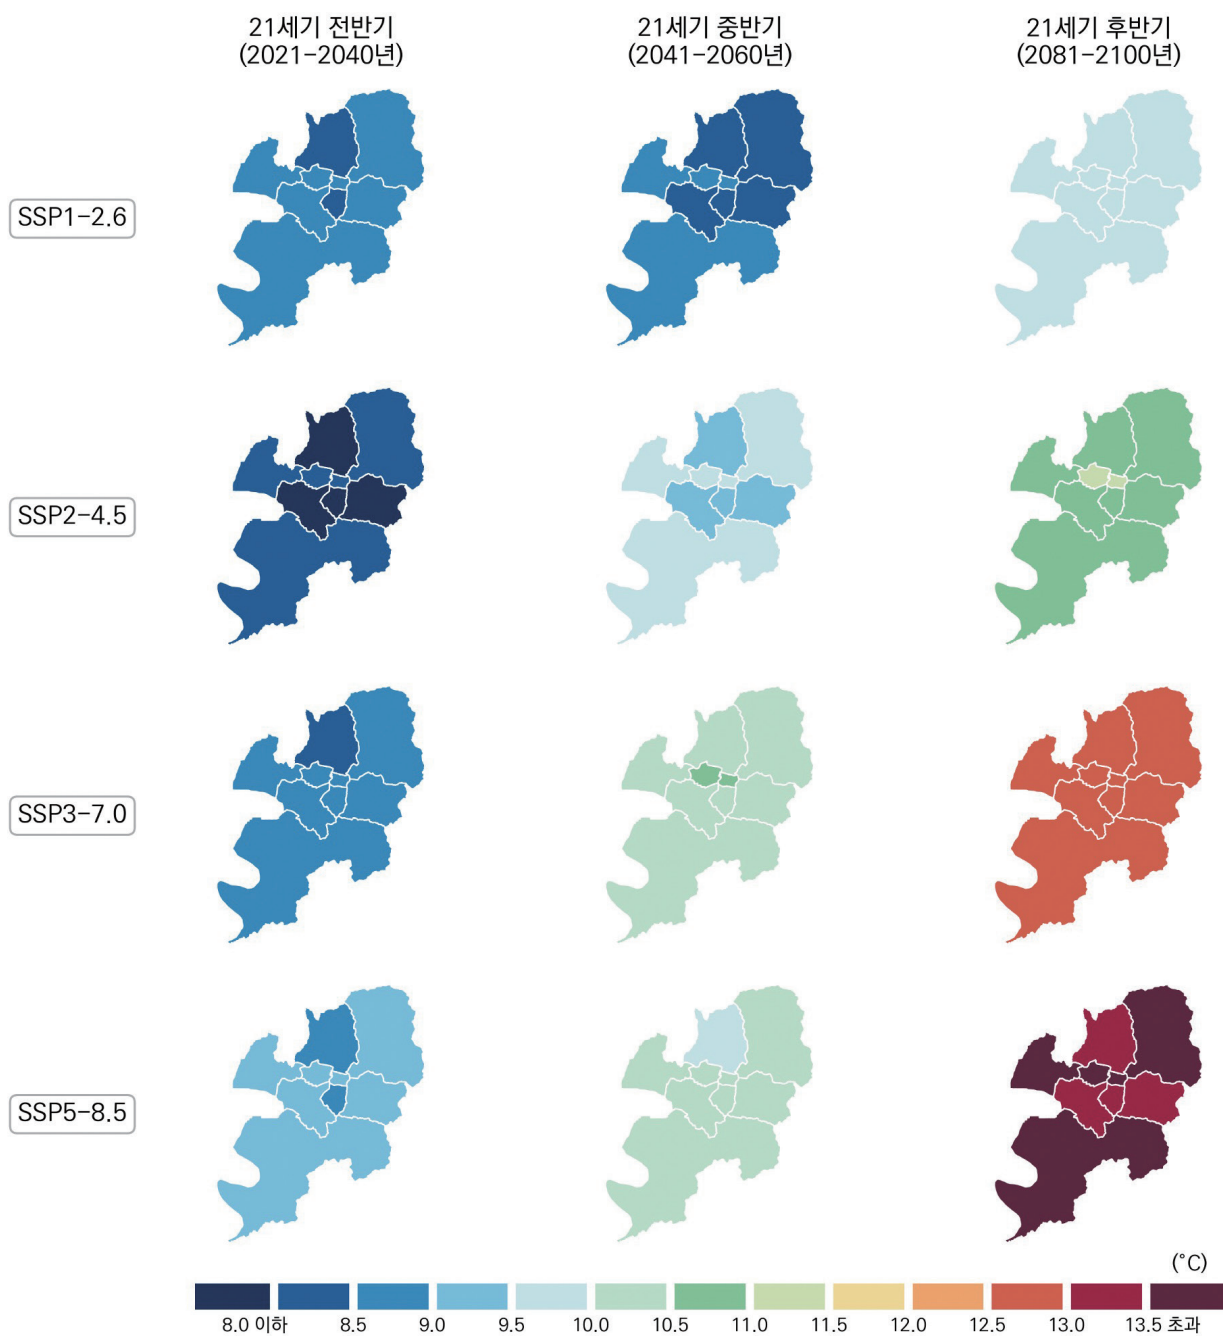 21세기 전반기
(2021-2040년)
21세기 중반기
(2041-2060년)
21세기 후반기
(2081-2100년)
SSP1-2.6
SSP2-4.5
SSP3-7.0
SSP5-8.5
(°C)
8.0 이하 8.5 9.0 9.5 10.0 10.5 11.0 11.5 12.0 12.5 13.0 13.5 초과